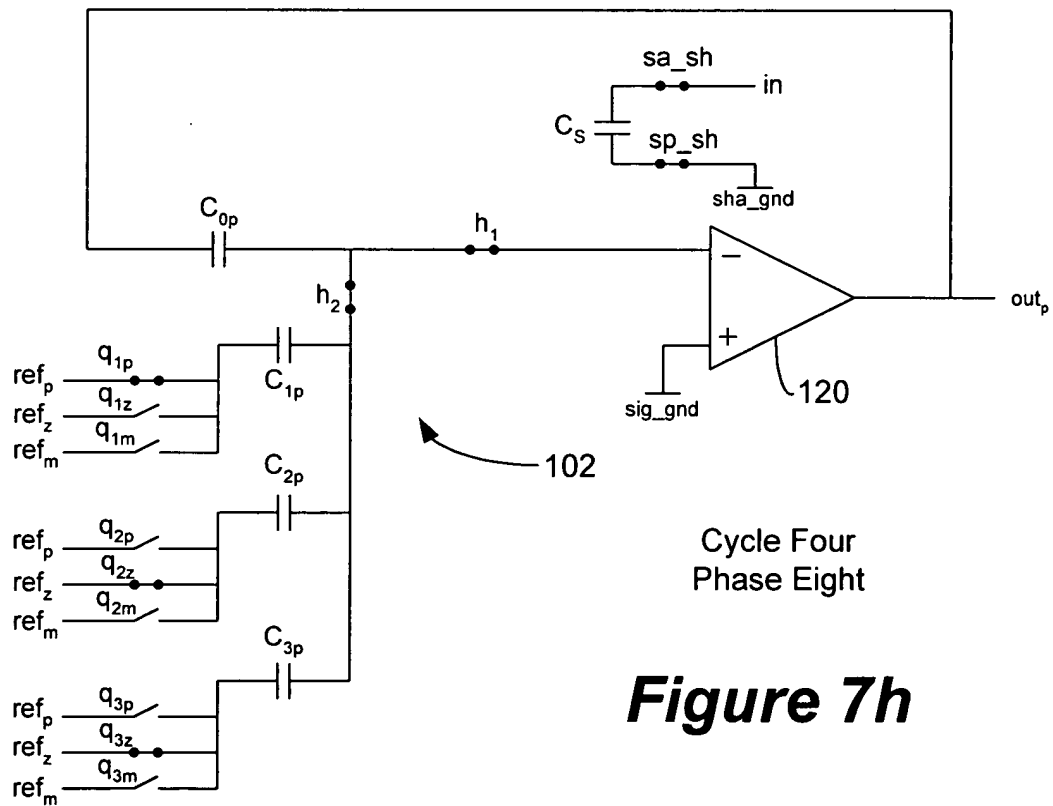 sa_sh
in
C_S
sp_sh
sha_gnd
C_0p
h_1
−
h_2
out_p
+
q_1p
ref_p
C_1p
q_1z
ref_z
sig_gnd
120
q_1m
ref_m
102
C_2p
q_2p
ref_p
q_2z
ref_z
q_2m
ref_m
Cycle Four
Phase Eight
C_3p
q_3p
ref_p
q_3z
ref_z
q_3m
ref_m
Figure 7h